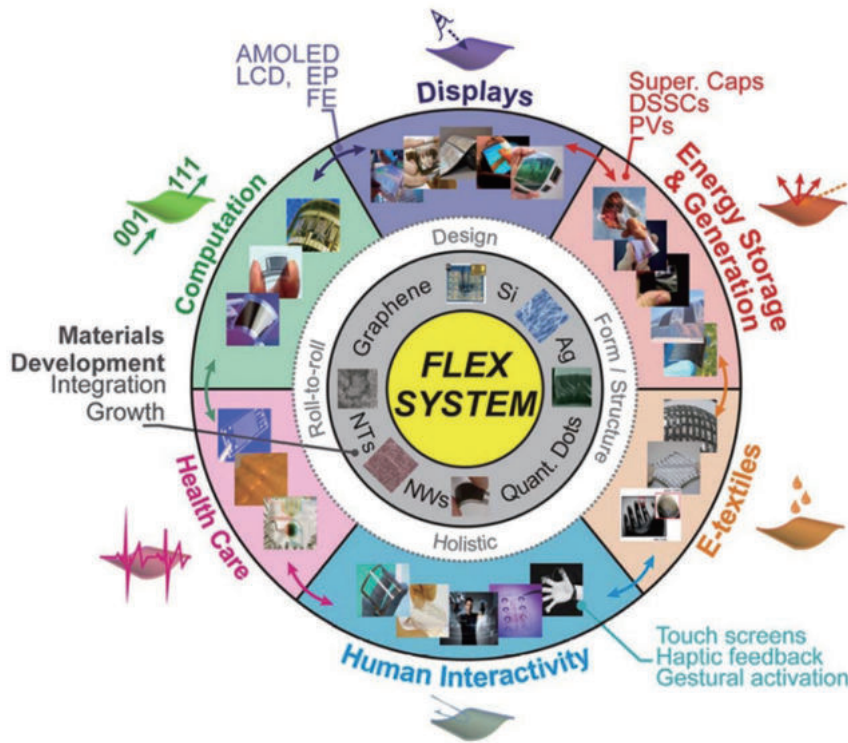 AMOLED
LCD, EP
FE
Displays
Super. Caps
DSSCs
PVs
Energy Storage
& Generation
001
111
Computation
Design
Graphene
Si
Ag
Form / Structure
Roll-to-roll
Materials
Development
Integration
Growth
FLEX
SYSTEM
NTs
NWs
Quant. Dots
Holistic
Health Care
E-textiles
Human Interactivity
Touch screens
Haptic feedback
Gestural activation